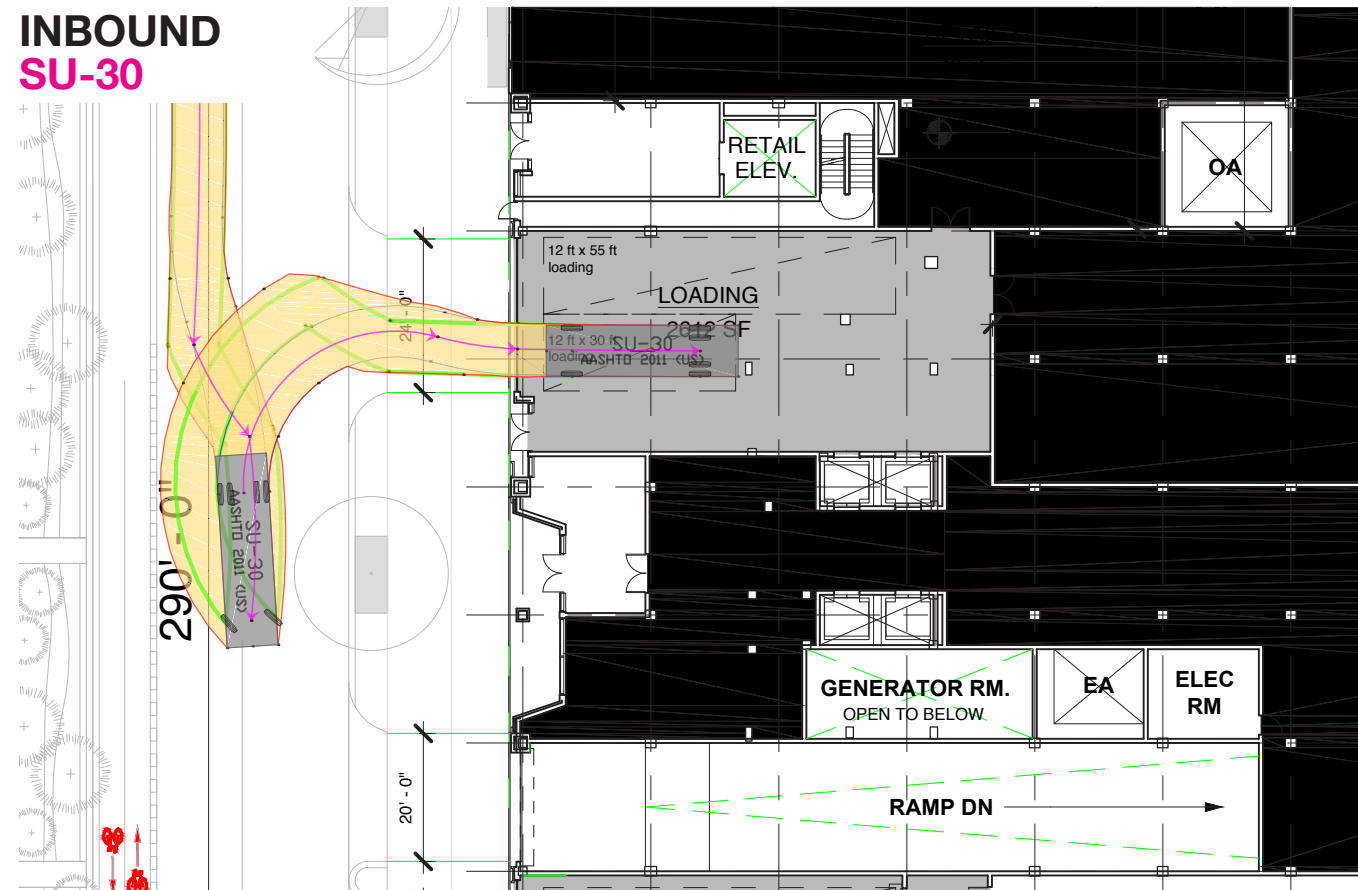 INBOUND
SU-30
RETAIL
ELEV.
OA
12 ft x 55 ft
loading
LOADING
2612 SF
24' - 0"
12 ft x 30 ft
loading
SU-30
AASHTO 2011 (US)
290' - 0"
SU-30
AASHTO 2011 (US)
GENERATOR RM.
OPEN TO BELOW
EA
ELEC
RM
20' - 0"
RAMP DN